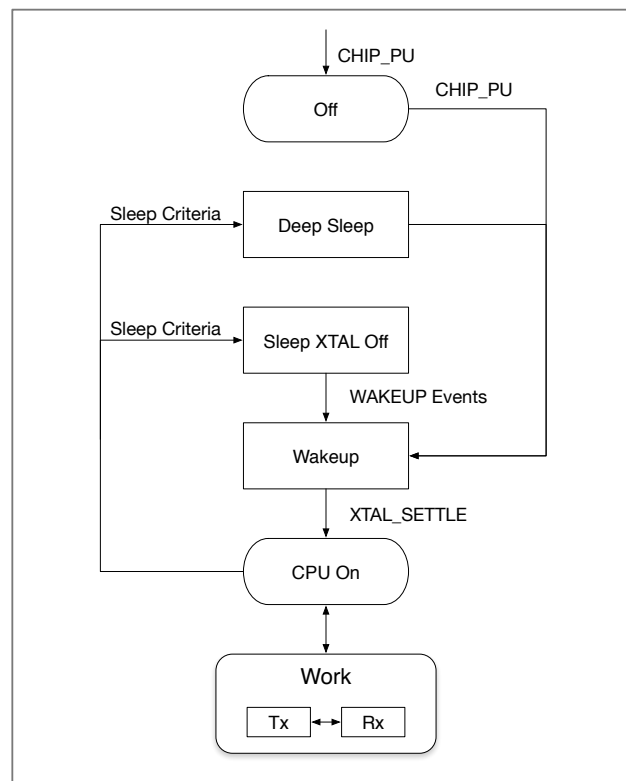 CHIP_PU
Off
CHIP_PU
Sleep Criteria
Deep Sleep
Sleep Criteria
Sleep XTAL Off
WAKEUP Events
Wakeup
XTAL_SETTLE
CPU On
Work
Tx
Rx